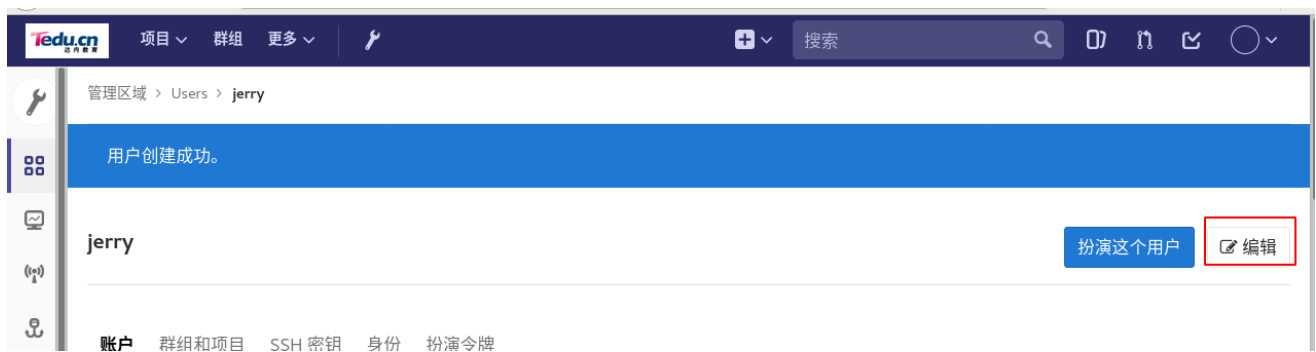 Tedu.cn 项目 群组 更多 搜索
达内教育
管理区域 > Users > jerry
用户创建成功。
jerry 扮演这个用户 编辑
账户 群组和项目 SSH 密钥 身份 扮演令牌